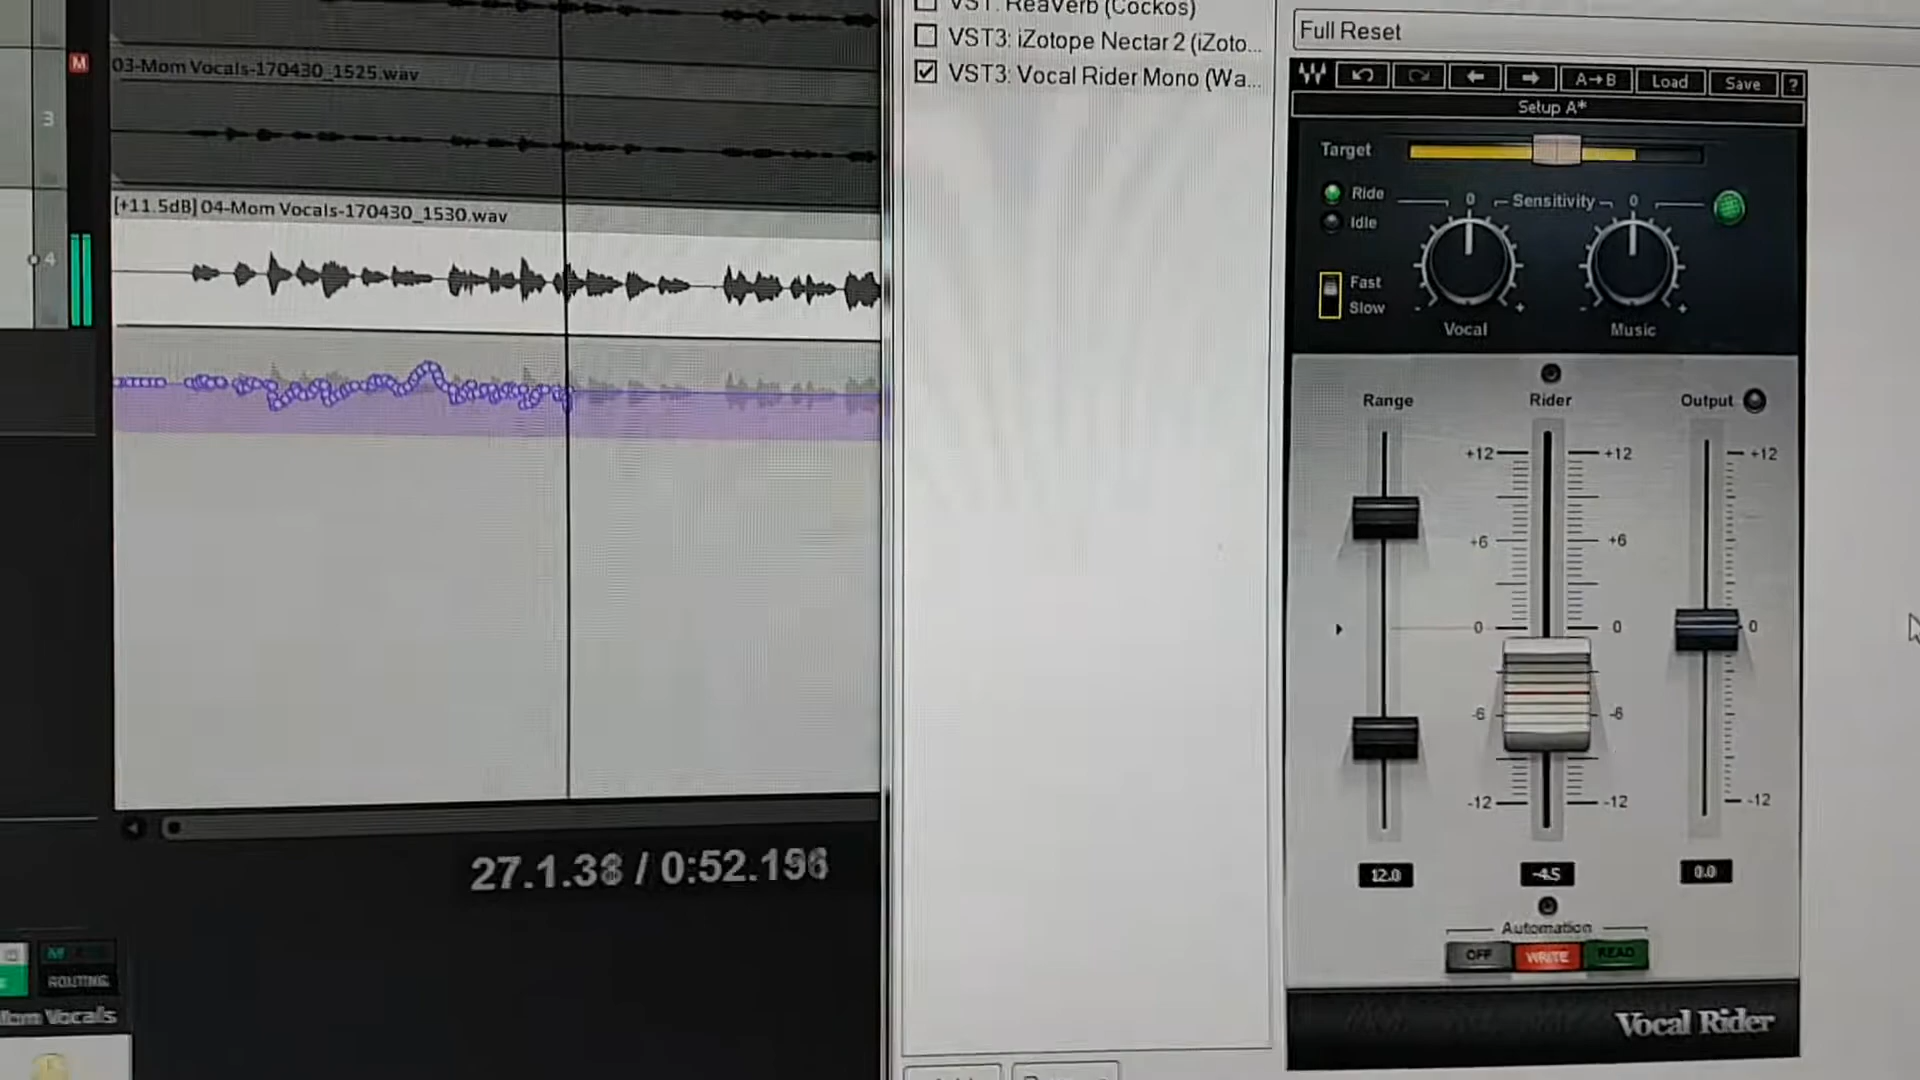 VST: ReaVerb (Cockos)
VST3: iZotope Nectar 2 (iZoto...
VST3: Vocal Rider Mono (Wa...
Full Reset
A→B
Load
Save
?
Setup A*
M
03-Mom Vocals-170430_1525.wav
3
[+11.5dB] 04-Mom Vocals-170430_1530.wav
4
Target
Ride
Idle
0
Sensitivity
0
Fast
Slow
-
+
-
+
Vocal
Music
Range
Rider
Output
+12
+12
+12
+6
+6
0
0
0
-6
-6
-12
-12
-12
27.1.38 / 0:52.196
12.0
-4.5
0.0
Automation
OFF
WRITE
READ
M
ROUTING
Mom Vocals
Vocal Rider